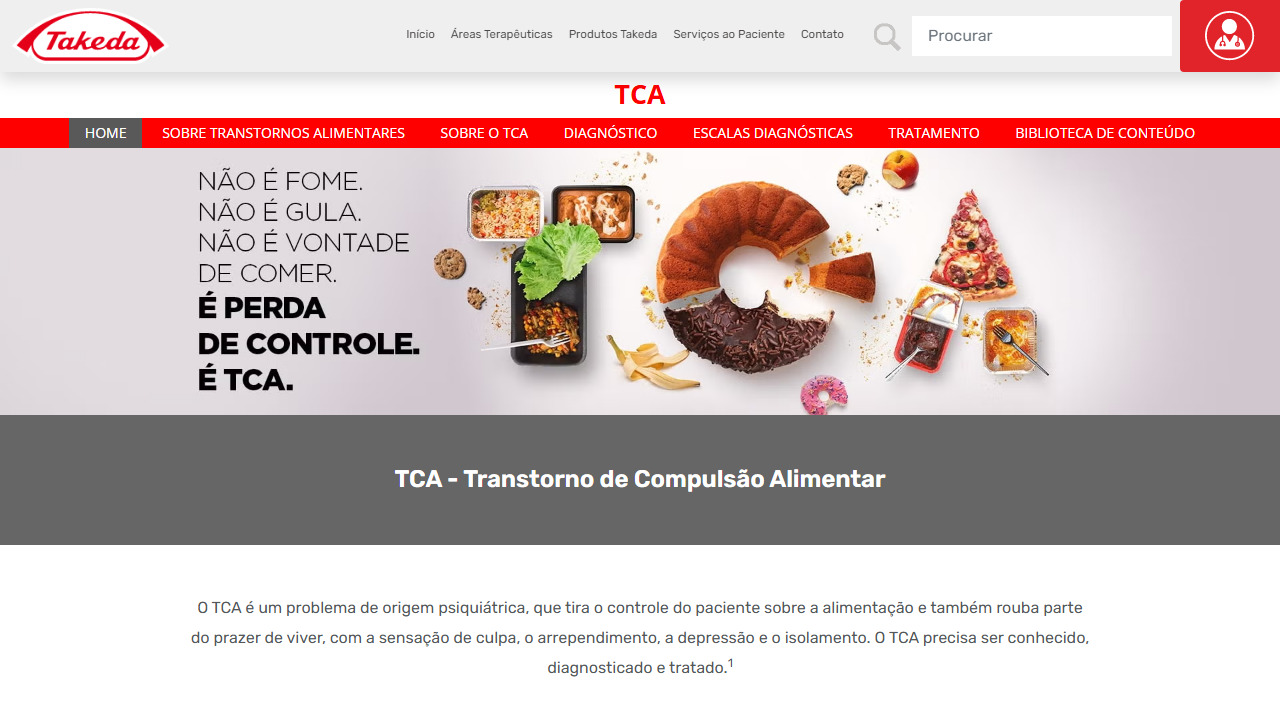 Takeda
Início
Áreas Terapêuticas
Produtos Takeda
Serviços ao Paciente
Contato
Procurar
TCA
HOME
SOBRE TRANSTORNOS ALIMENTARES
SOBRE O TCA
DIAGNÓSTICO
ESCALAS DIAGNÓSTICAS
TRATAMENTO
BIBLIOTECA DE CONTEÚDO
NÃO É FOME.
NÃO É GULA.
NÃO É VONTADE
DE COMER.
É PERDA
DE CONTROLE.
É TCA.
TCA - Transtorno de Compulsão Alimentar
O TCA é um problema de origem psiquiátrica, que tira o controle do paciente sobre a alimentação e também rouba parte
do prazer de viver, com a sensação de culpa, o arrependimento, a depressão e o isolamento. O TCA precisa ser conhecido,
diagnosticado e tratado.¹